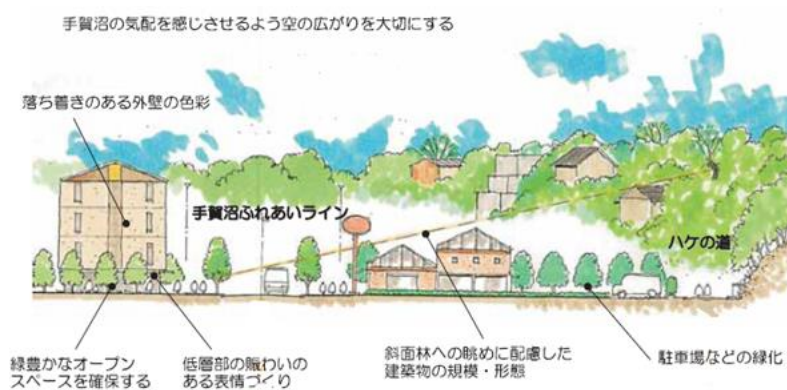 手賀沼の気配を感じさせるよう空の広がりを大切にする
落ち着きのある外壁の色彩
手賀沼ふれあいライン
ハケの道
緑豊かなオープン
スペースを確保する
低層部の賑わいの
ある表情づくり
斜面林への眺めに配慮した
建築物の規模・形態
駐車場などの緑化